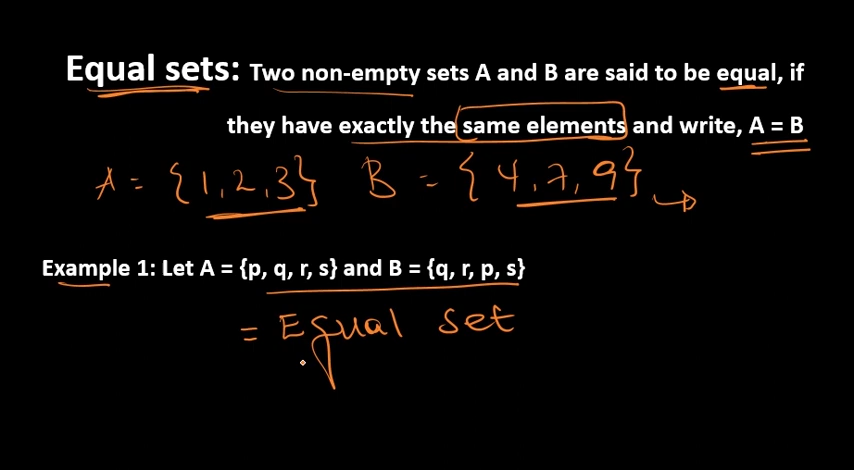 Equal sets: Two non-empty sets A and B are said to be equal, if
they have exactly the same elements and write, A = B
A = {1,2,3} B = {4,7,9}
Example 1: Let A = {p, q, r, s} and B = {q, r, p, s}
= Equal set